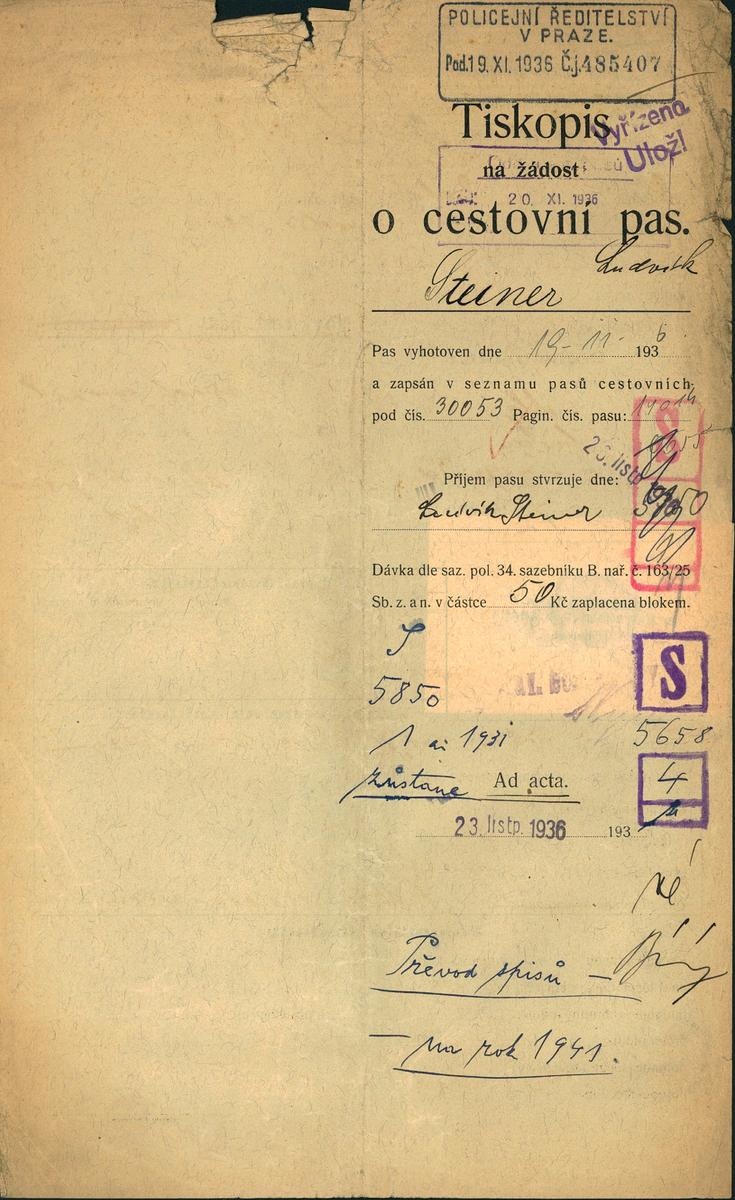 POLICEJNÍ ŘEDITELSTVÍ
V PRAZE.
Pod. 19. XI. 1936 Č.j. 485407
Tiskopis
Vyřízeno.
Uložl
na žádost
20. XI. 1936
o cestovní pas.
Ludvík
Steiner
Pas vyhotoven dne 19-11- 1936
a zapsán v seznamu pasů cestovních
pod čís. 30053 Pagin. čís. pasu:
Příjem pasu stvrzuje dne:
Ludvík Steiner
Dávka dle saz. pol. 34. sazebníku B. nař. č. 163/25
Sb. z. a n. v částce 50 Kč zaplacena blokem.
S
S
5850
1 1931
5658
zůstane Ad acta.
4
23. listp. 1936 193
Převod spisů —
— na rok 1941.